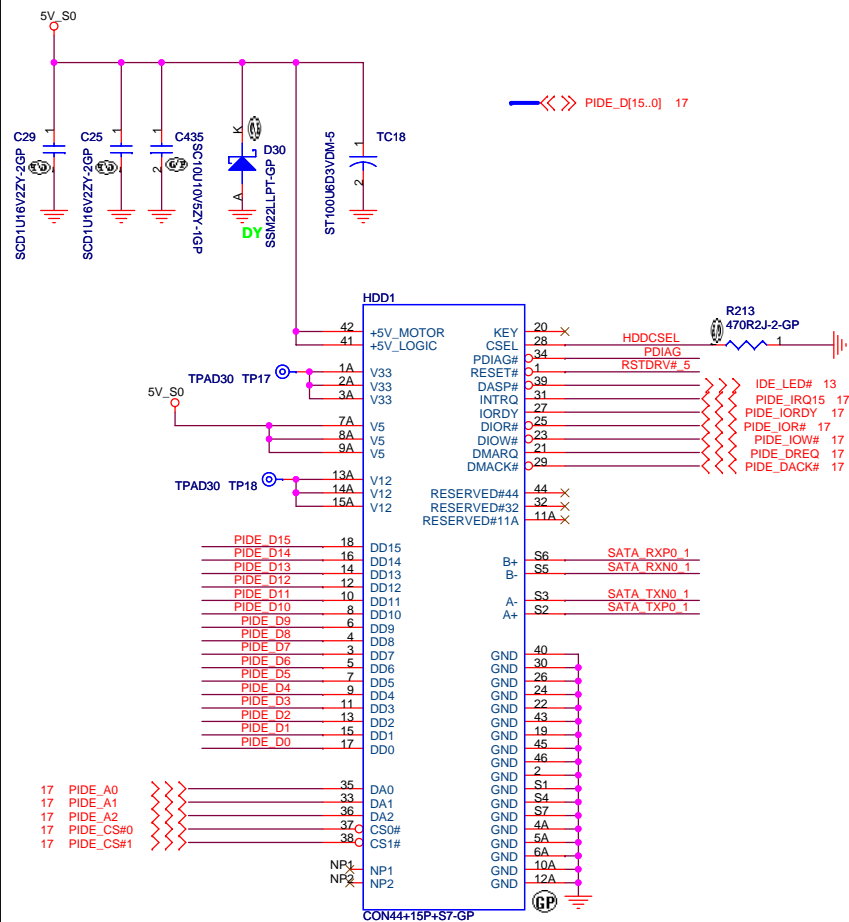 5V_S0
PIDE_D[15..0] 17
C29 1 2 SCD1U16V2ZY-2GP
C25 1 2 SCD1U16V2ZY-2GP
C435 1 2 SC10U10V5ZY-1GP
K D30 A SSM22LLPT-GP
DY
TC18 1 2 ST100U6D3VDM-5
HDD1
R213
470R2J-2-GP
42 +5V_MOTOR
41 +5V_LOGIC
TPAD30 TP17
1A V33
2A V33
3A V33
5V_S0
7A V5
8A V5
9A V5
TPAD30 TP18
13A V12
14A V12
15A V12
PIDE_D15 18 DD15
PIDE_D14 16 DD14
PIDE_D13 14 DD13
PIDE_D12 12 DD12
PIDE_D11 10 DD11
PIDE_D10 8 DD10
PIDE_D9 6 DD9
PIDE_D8 4 DD8
PIDE_D7 3 DD7
PIDE_D6 5 DD6
PIDE_D5 7 DD5
PIDE_D4 9 DD4
PIDE_D3 11 DD3
PIDE_D2 13 DD2
PIDE_D1 15 DD1
PIDE_D0 17 DD0
17 PIDE_A0 35 DA0
17 PIDE_A1 33 DA1
17 PIDE_A2 36 DA2
17 PIDE_CS#0 37 CS0#
17 PIDE_CS#1 38 CS1#
NP1 NP1
NP2 NP2
KEY 20
CSEL 28 HDDCSEL 1
PDIAG# 34 PDIAG
RESET# 1 RSTDRV#_5
DASP# 39 IDE_LED# 13
INTRQ 31 PIDE_IRQ15 17
IORDY 27 PIDE_IORDY 17
DIOR# 25 PIDE_IOR# 17
DIOW# 23 PIDE_IOW# 17
DMARQ 21 PIDE_DREQ 17
DMACK# 29 PIDE_DACK# 17
RESERVED#44 44
RESERVED#32 32
RESERVED#11A 11A
B+ S6 SATA_RXP0_1
B- S5 SATA_RXN0_1
A- S3 SATA_TXN0_1
A+ S2 SATA_TXP0_1
GND 40
GND 30
GND 26
GND 24
GND 22
GND 43
GND 19
GND 45
GND 46
GND 2
GND S1
GND S4
GND S7
GND 4A
GND 5A
GND 6A
GND 10A
GND 12A
GP
CON44+15P+S7-GP